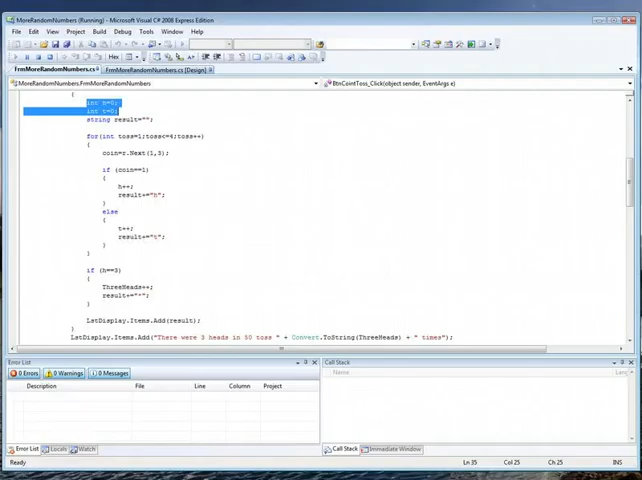 MoreRandomNumbers (Running) - Microsoft Visual C# 2008 Express Edition
File Edit View Project Build Debug Data Tools Window Help
Hex
FrmMoreRandomNumbers.cs FrmMoreRandomNumbers.cs [Design]
MoreRandomNumbers.FrmMoreRandomNumbers BtnCointToss_Click(object sender, EventArgs e)
{
int h=0;
int t=0;
string result="";
for(int toss=1;toss<=4;toss++)
{
coin=r.Next(1,3);
if (coin==1)
{
h++;
result+="h";
}
else
{
t++;
result+="t";
}
}
if (h==3)
{
ThreeHeads++;
result+="*";
}
LstDisplay.Items.Add(result);
}
LstDisplay.Items.Add("There were 3 heads in 50 toss " + Convert.ToString(ThreeHeads) + " times");
Error List Call Stack
0 Errors 0 Warnings 0 Messages Name Lang
Description File Line Column Project
Error List Locals Watch Call Stack Immediate Window
Ready Ln 35 Col 25 Ch 25 INS